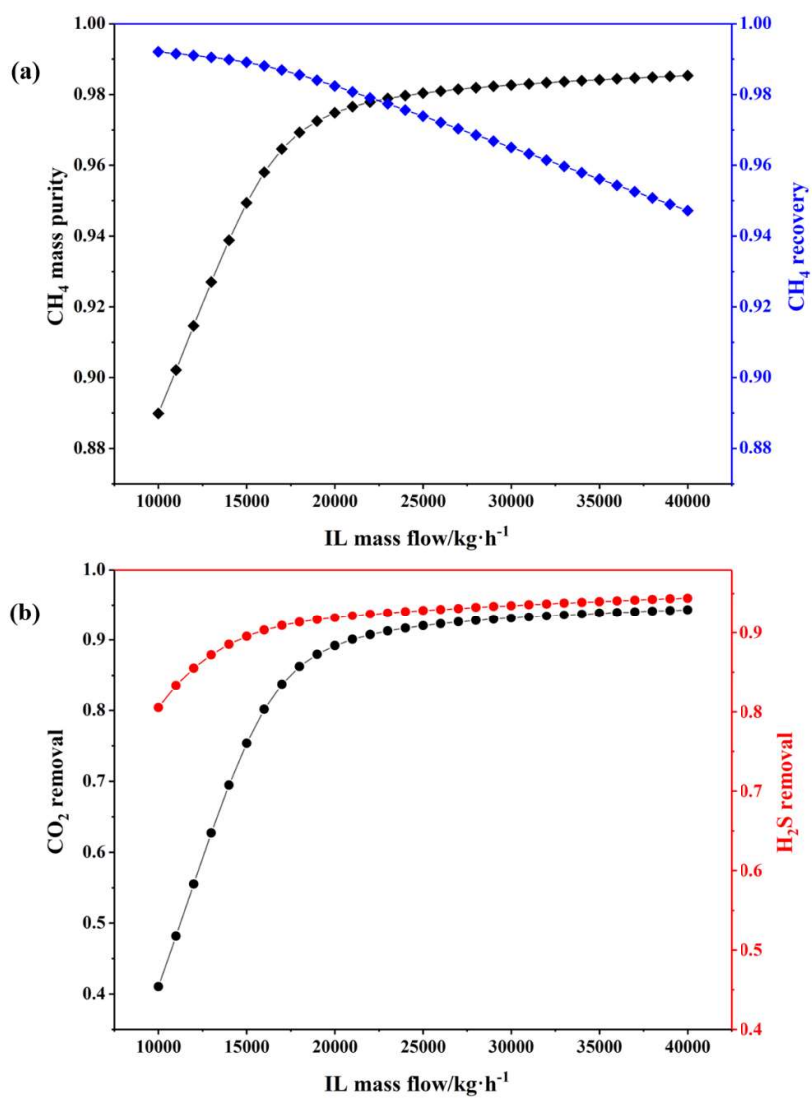 (a)
1.00
0.98
0.96
0.94
0.92
0.90
0.88
CH₄ mass purity
1.00
0.98
0.96
0.94
0.92
0.90
0.88
CH₄ recovery
10000 15000 20000 25000 30000 35000 40000
IL mass flow/kg·h⁻¹
(b)
1.0
0.9
0.8
0.7
0.6
0.5
0.4
CO₂ removal
0.9
0.8
0.7
0.6
0.5
0.4
H₂S removal
10000 15000 20000 25000 30000 35000 40000
IL mass flow/kg·h⁻¹